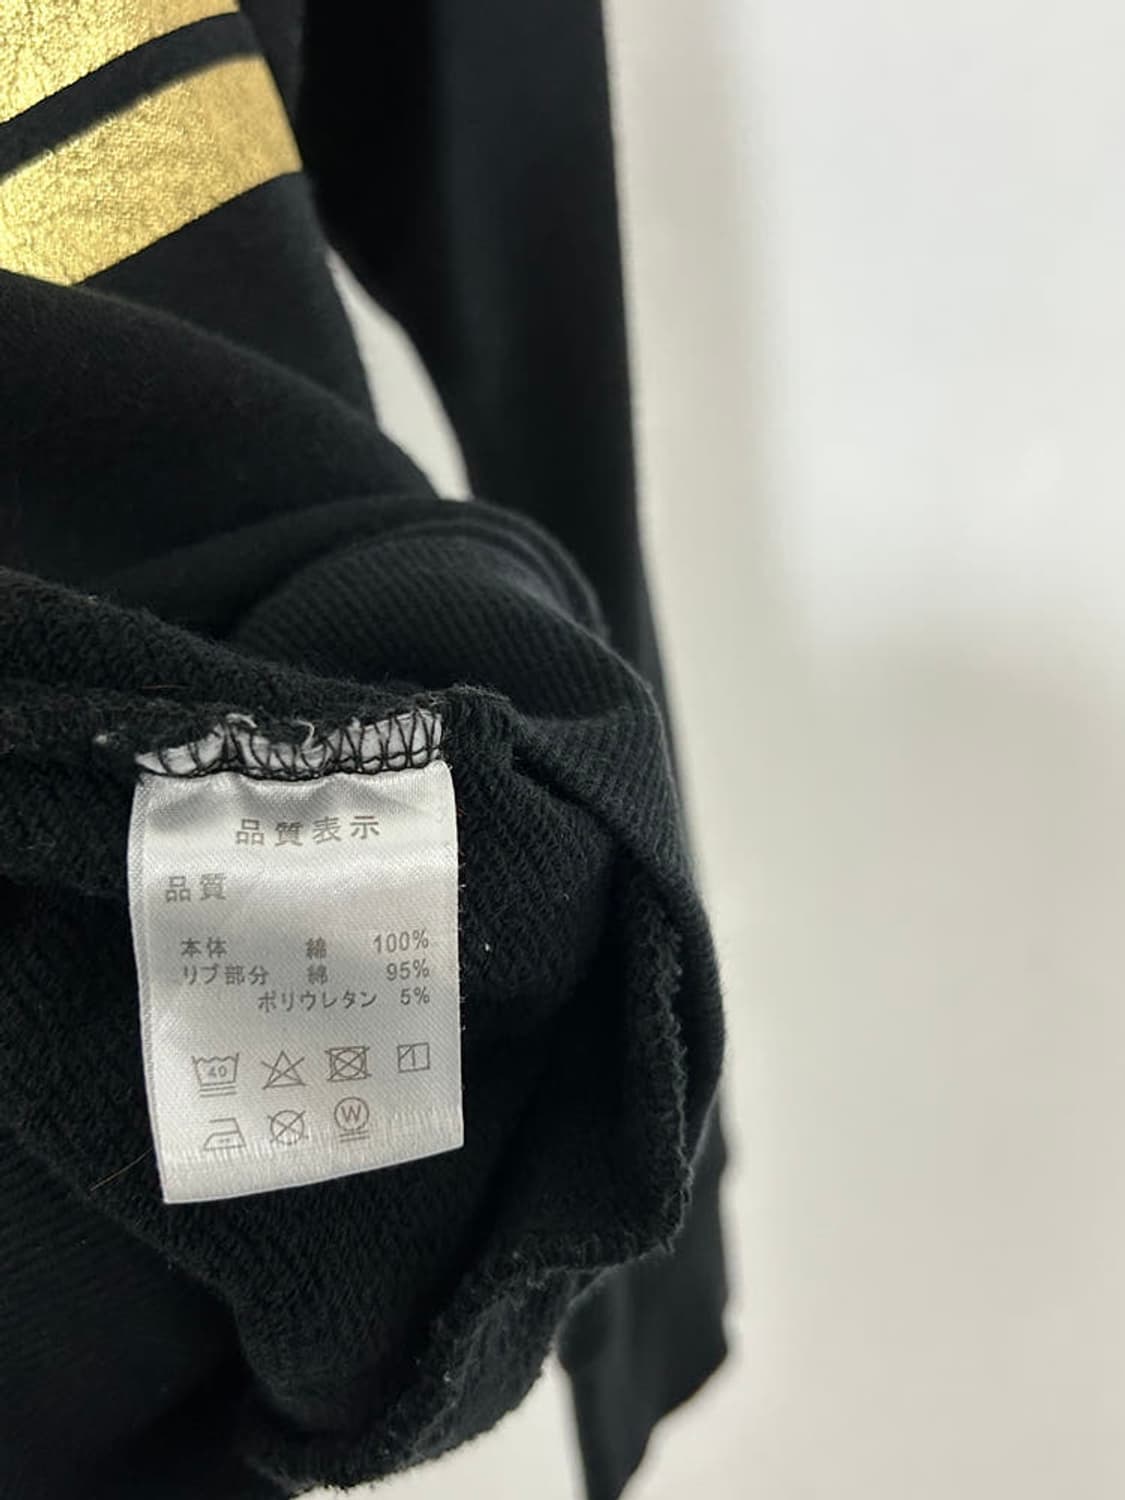 品質表示
品質
本体 綿 100%
リブ部分 綿 95%
ポリウレタン 5%
40
W